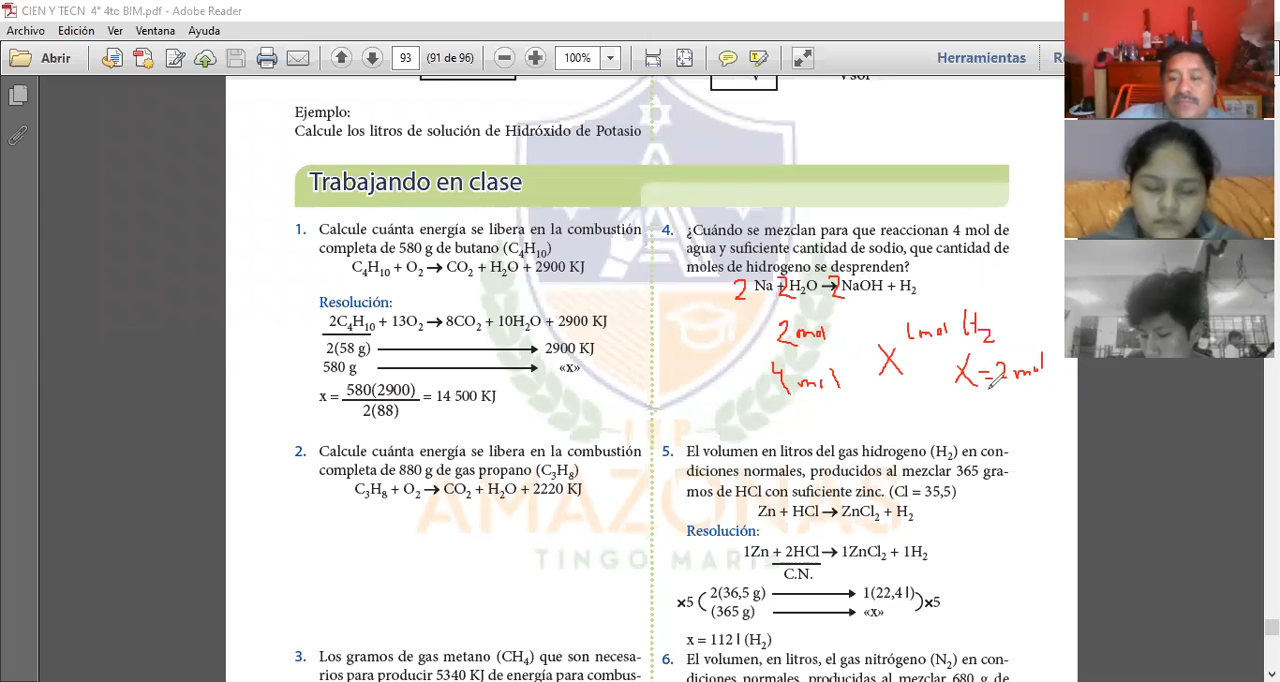 CIEN Y TECN 4° 4to BIM.pdf - Adobe Reader
Archivo Edición Ver Ventana Ayuda
Abrir 93 (91 de 96) 100% Herramientas
Ejemplo:
Calcule los litros de solución de Hidróxido de Potasio
Trabajando en clase
1. Calcule cuánta energía se libera en la combustión
completa de 580 g de butano (C₄H₁₀)
C₄H₁₀ + O₂ → CO₂ + H₂O + 2900 KJ
Resolución:
2C₄H₁₀ + 13O₂ → 8CO₂ + 10H₂O + 2900 KJ
2(58 g) → 2900 KJ
580 g → «x»
x = 580(2900) / 2(88) = 14 500 KJ
2. Calcule cuánta energía se libera en la combustión
completa de 880 g de gas propano (C₃H₈)
C₃H₈ + O₂ → CO₂ + H₂O + 2220 KJ
3. Los gramos de gas metano (CH₄) que son necesa-
rios para producir 5340 KJ de energía para combus-
4. ¿Cuándo se mezclan para que reaccionan 4 mol de
agua y suficiente cantidad de sodio, que cantidad de
moles de hidrogeno se desprenden?
2 Na + 2 H₂O → 2 NaOH + H₂
2 mol 1 mol H₂
4 mol X X = 2 mol
5. El volumen en litros del gas hidrogeno (H₂) en con-
diciones normales, producidos al mezclar 365 gra-
mos de HCl con suficiente zinc. (Cl = 35,5)
Zn + HCl → ZnCl₂ + H₂
Resolución:
1Zn + 2HCl → 1ZnCl₂ + 1H₂
C.N.
×5 ( 2(36,5 g) → 1(22,4 l) ) ×5
(365 g) → «x»
x = 112 l (H₂)
6. El volumen, en litros, el gas nitrógeno (N₂) en con-
diciones normales, producidas al mezclar 680 g de
I E P
AMAZONAS
TINGO MARÍA